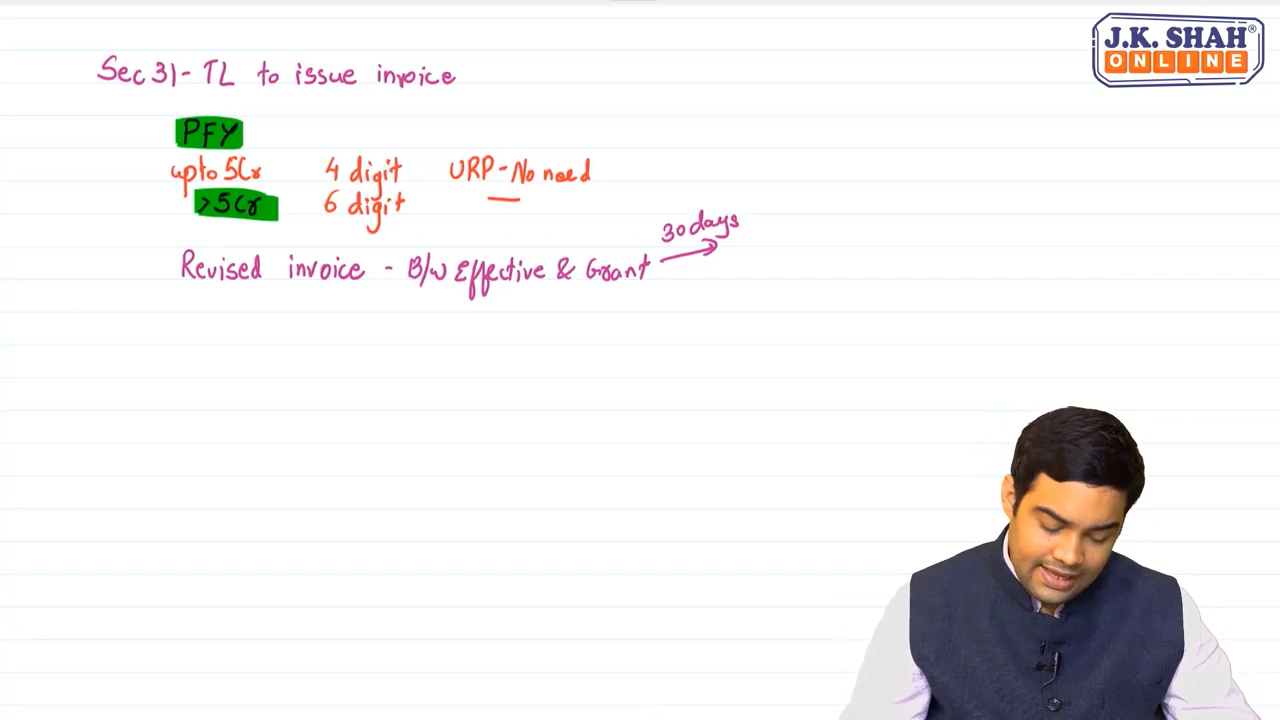 J.K. SHAH®
ONLINE
Sec 31 - TL to issue invoice
PFY
upto 5Cr 4 digit URP - No need
>5Cr 6 digit
30 days
Revised invoice - B/w Effective & Grant